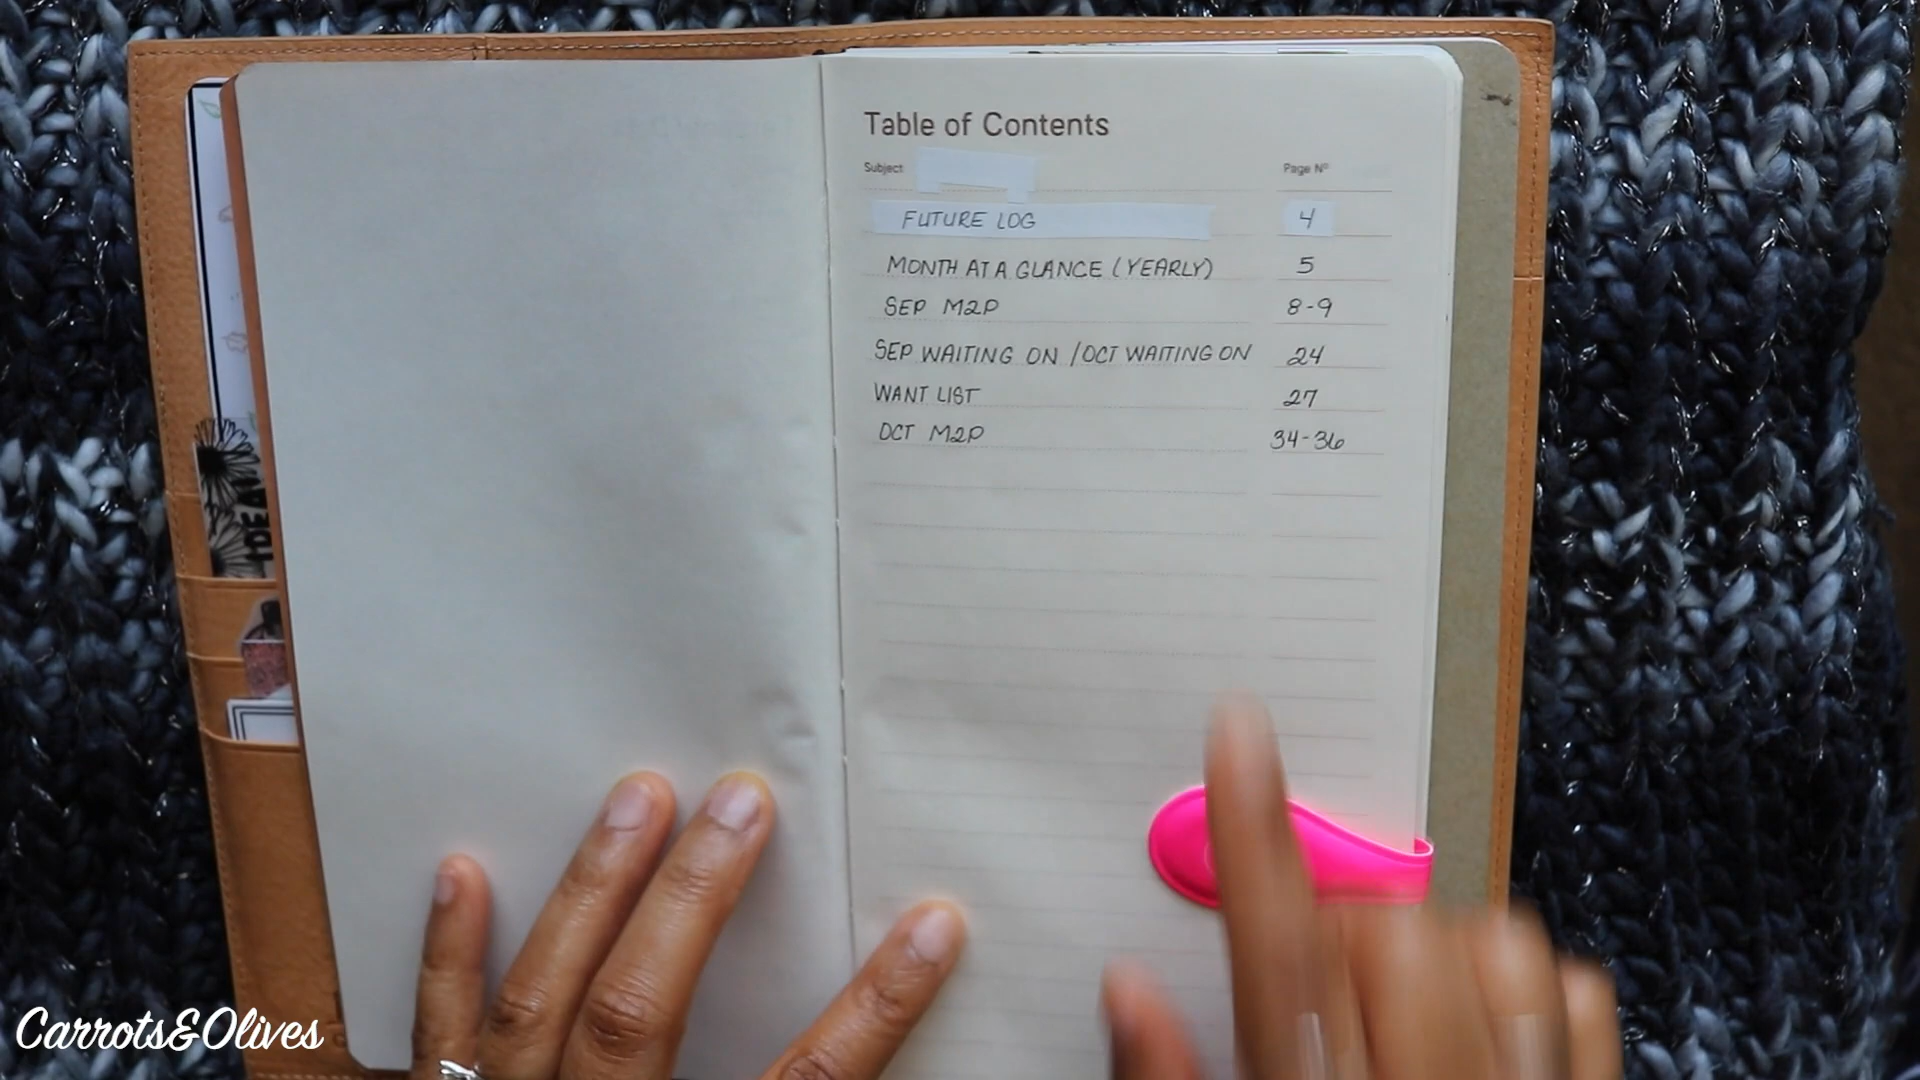 Table of Contents
Subject Page Nº
FUTURE LOG 4
MONTH AT A GLANCE (YEARLY) 5
SEP M2P 8-9
SEP WAITING ON / OCT WAITING ON 24
WANT LIST 27
OCT M2P 34-36
IDEA
Carrots&Olives